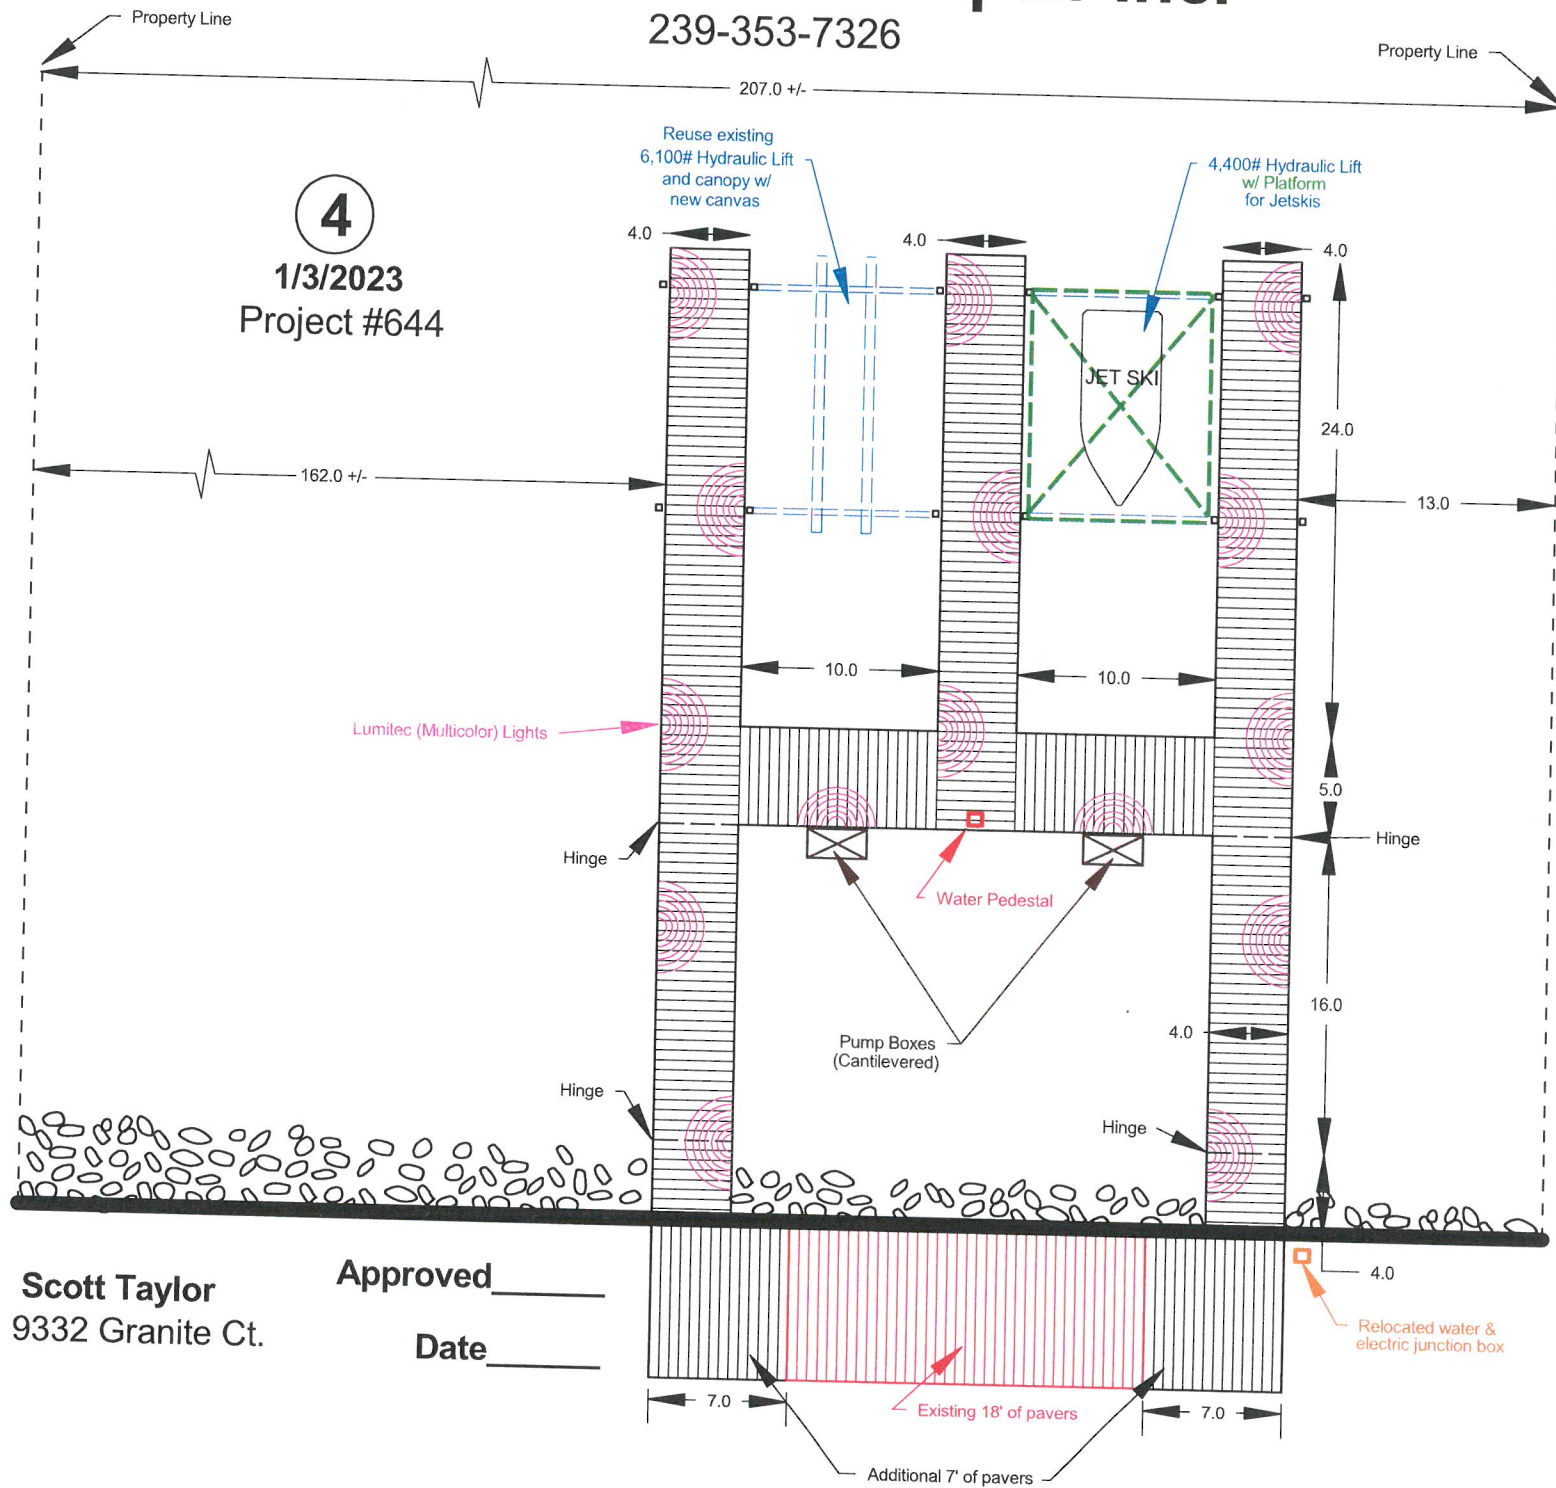 239-353-7326
Property Line
Property Line
207.0 +/-
Reuse existing
6,100# Hydraulic Lift
and canopy w/
new canvas
4,400# Hydraulic Lift
w/ Platform
for Jetskis
4
1/3/2023
Project #644
4.0
4.0
4.0
JET SKI
24.0
162.0 +/-
13.0
10.0
10.0
Lumitec (Multicolor) Lights
5.0
Hinge
Hinge
Water Pedestal
16.0
4.0
Pump Boxes
(Cantilevered)
Hinge
Hinge
4.0
Scott Taylor
9332 Granite Ct.
Approved
Date
Relocated water &
electric junction box
7.0
Existing 18' of pavers
7.0
Additional 7' of pavers